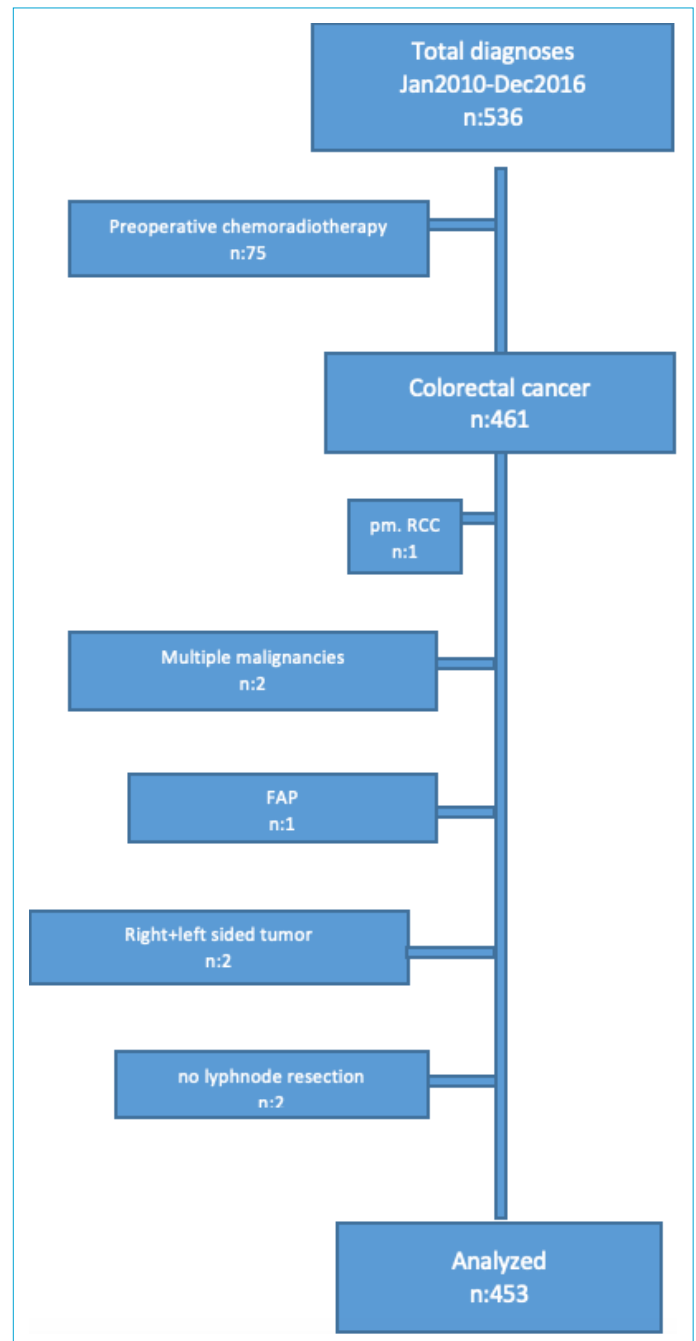 Total diagnoses
Jan2010-Dec2016
n:536
Preoperative chemoradiotherapy
n:75
Colorectal cancer
n:461
pm. RCC
n:1
Multiple malignancies
n:2
FAP
n:1
Right+left sided tumor
n:2
no lyphnode resection
n:2
Analyzed
n:453